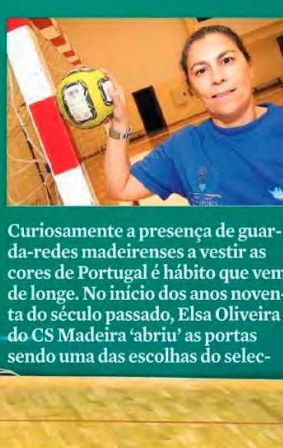 Curiosamente a presença de guar-
da-redes madeirenses a vestir as
cores de Portugal é hábito que vem
de longe. No início dos anos noven-
ta do século passado, Elsa Oliveira
do CS Madeira ‘abriu’ as portas
sendo uma das escolhas do selec-